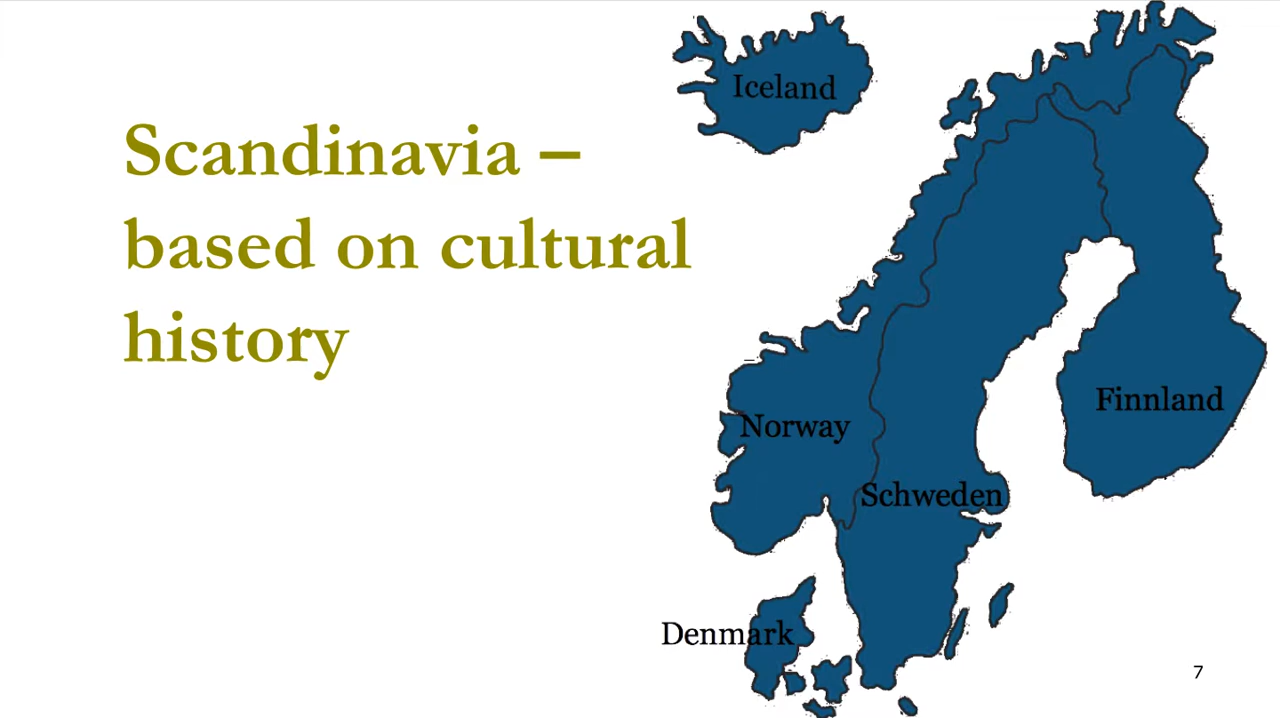 Scandinavia –
based on cultural
history
Iceland
Norway
Finnland
Schweden
Denmark
7